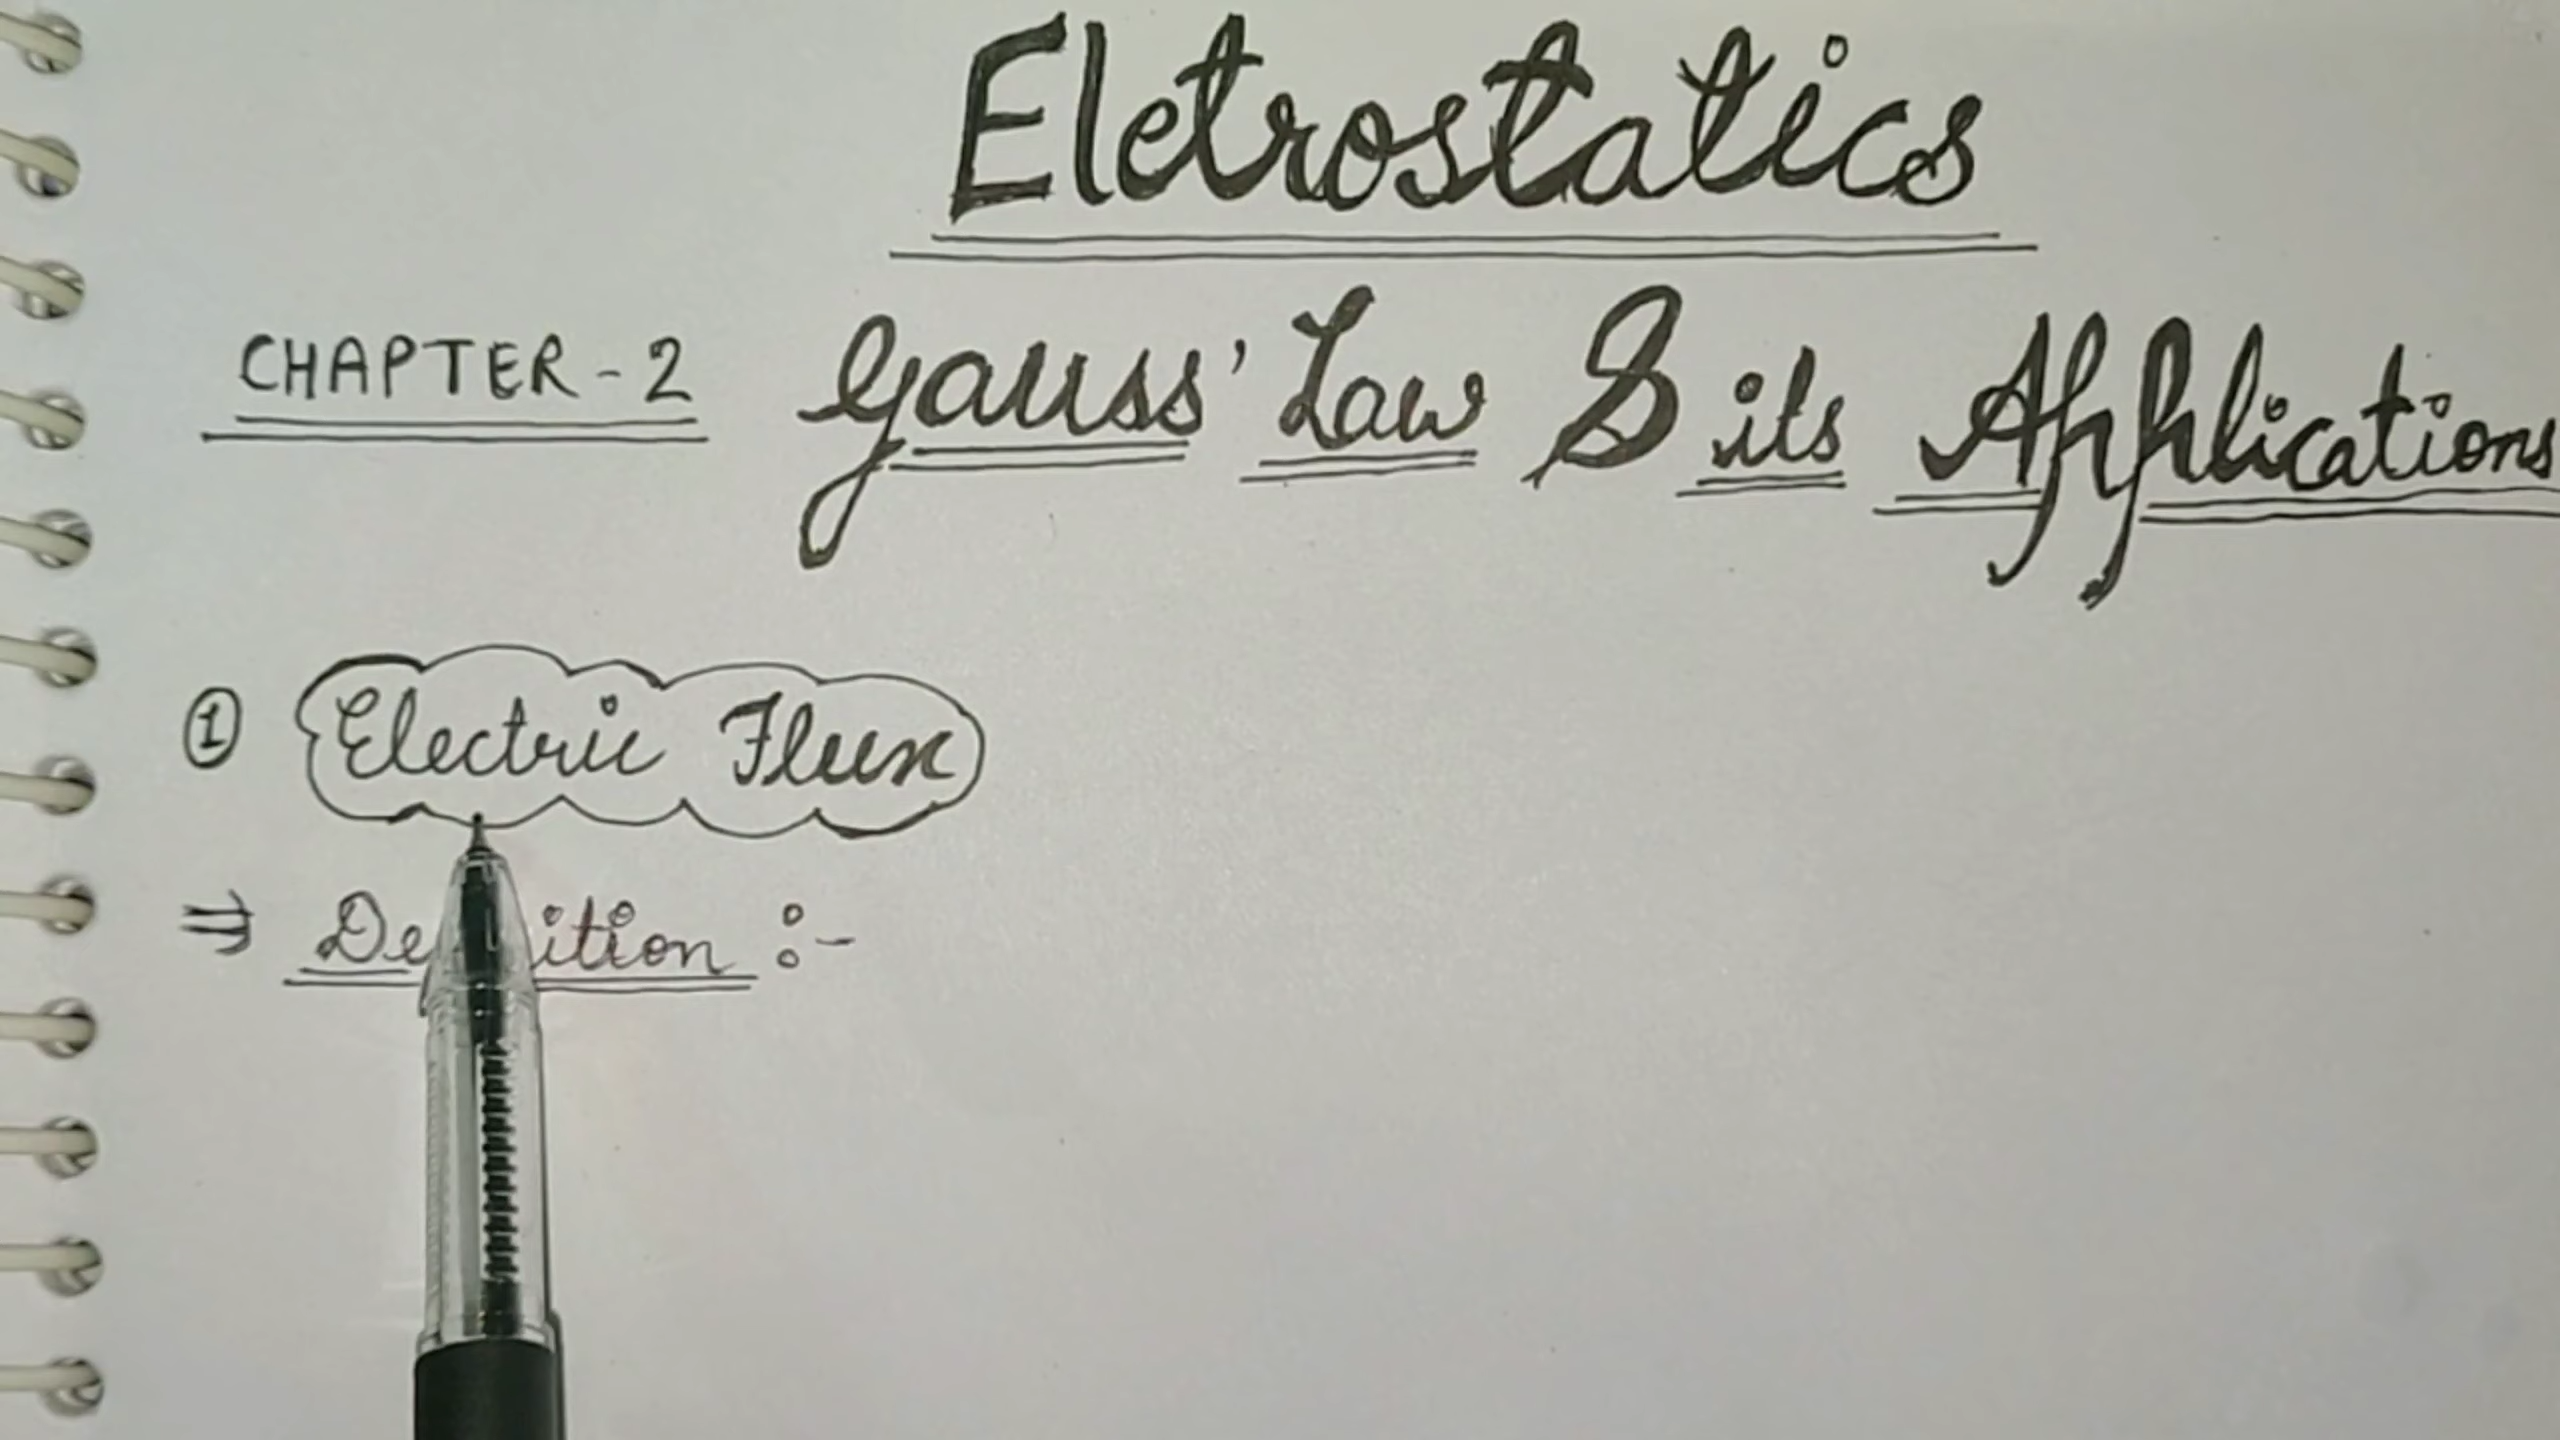 Eletrostatics
CHAPTER - 2 Gauss' Law & its Applications
① Electric Flux
⇒ De ition :-